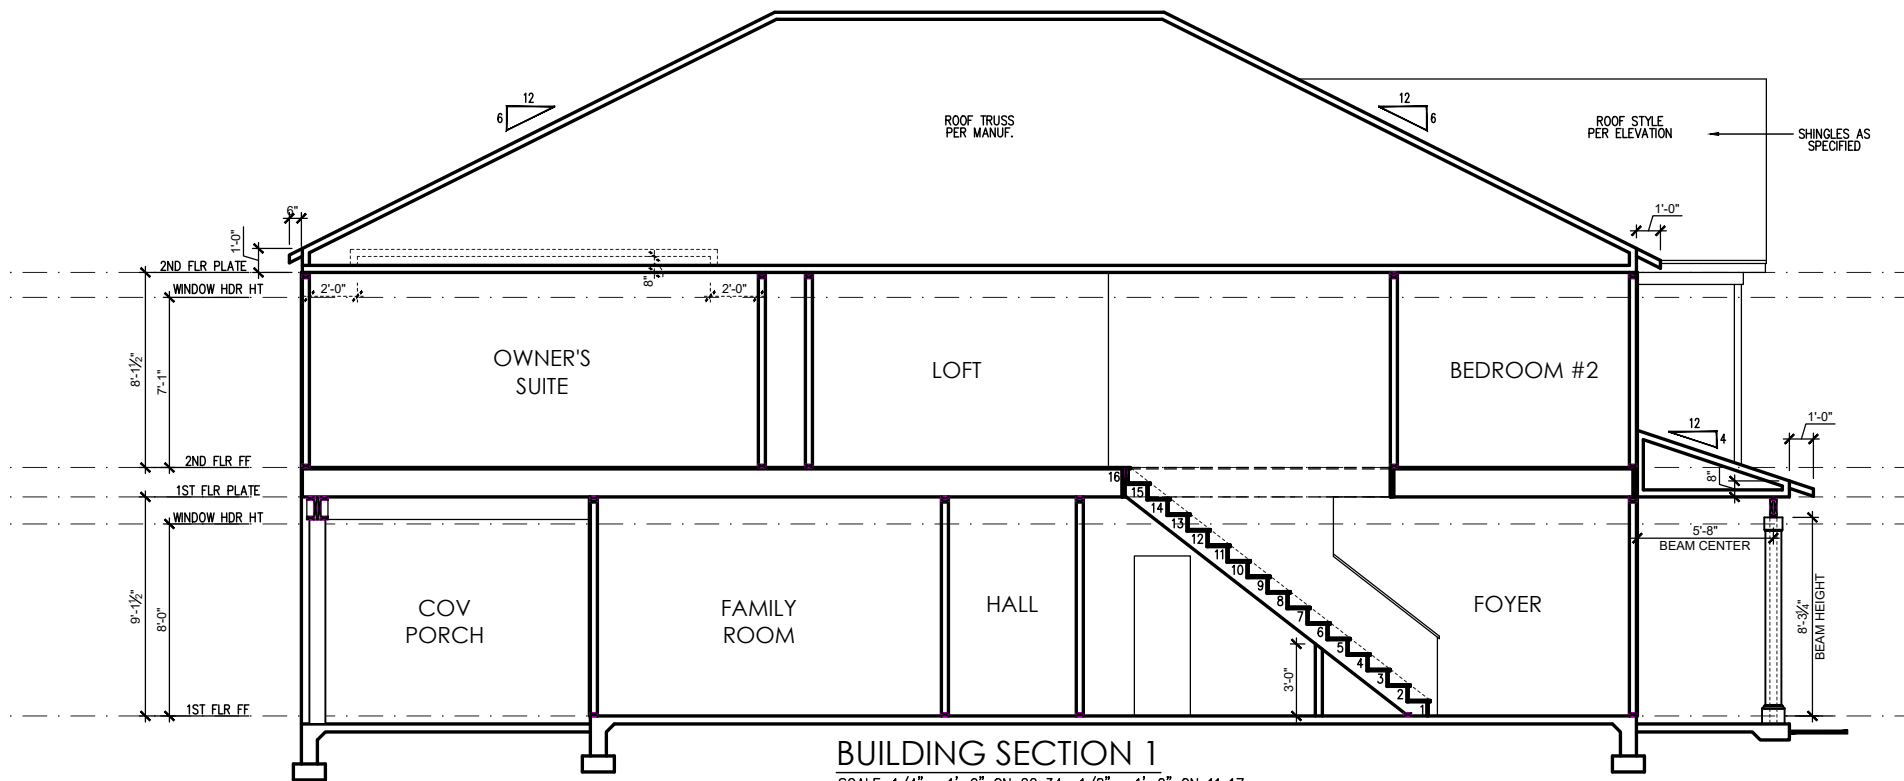 12
6
ROOF TRUSS
PER MANUF.
12
6
ROOF STYLE
PER ELEVATION
SHINGLES AS
SPECIFIED
6"
1'-0"
1'-0"
2ND FLR PLATE
WINDOW HDR HT
2'-0"
8"
2'-0"
8'-1½"
7'-1"
OWNER'S
SUITE
LOFT
BEDROOM #2
12
4
1'-0"
8"
2ND FLR FF
1ST FLR PLATE
WINDOW HDR HT
16
15
14
13
12
11
10
9
8
7
6
5
4
3
2
1
5'-8"
BEAM CENTER
9'-1½"
8'-0"
COV
PORCH
FAMILY
ROOM
HALL
FOYER
3'-0"
8'-¾"
BEAM HEIGHT
1ST FLR FF
BUILDING SECTION 1